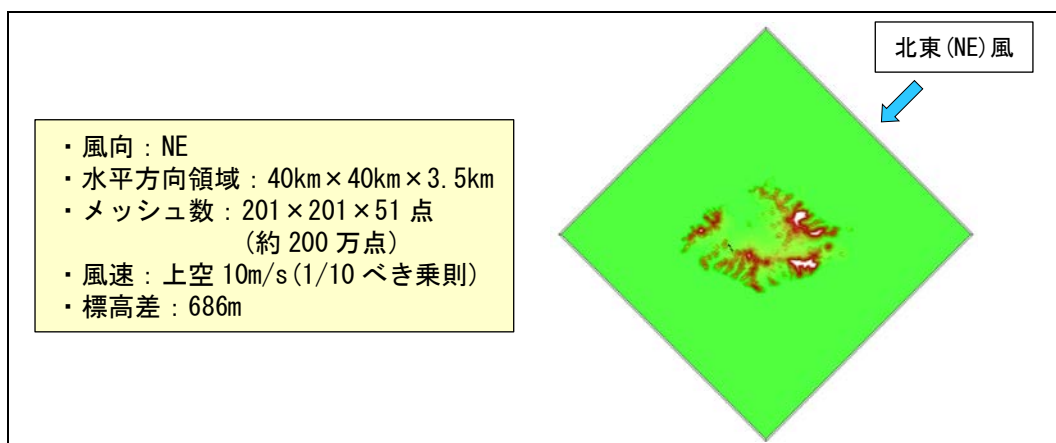 北東(NE)風
・風向：NE
・水平方向領域：40km×40km×3.5km
・メッシュ数：201×201×51 点
(約 200 万点)
・風速：上空 10m/s(1/10 べき乗則)
・標高差：686m